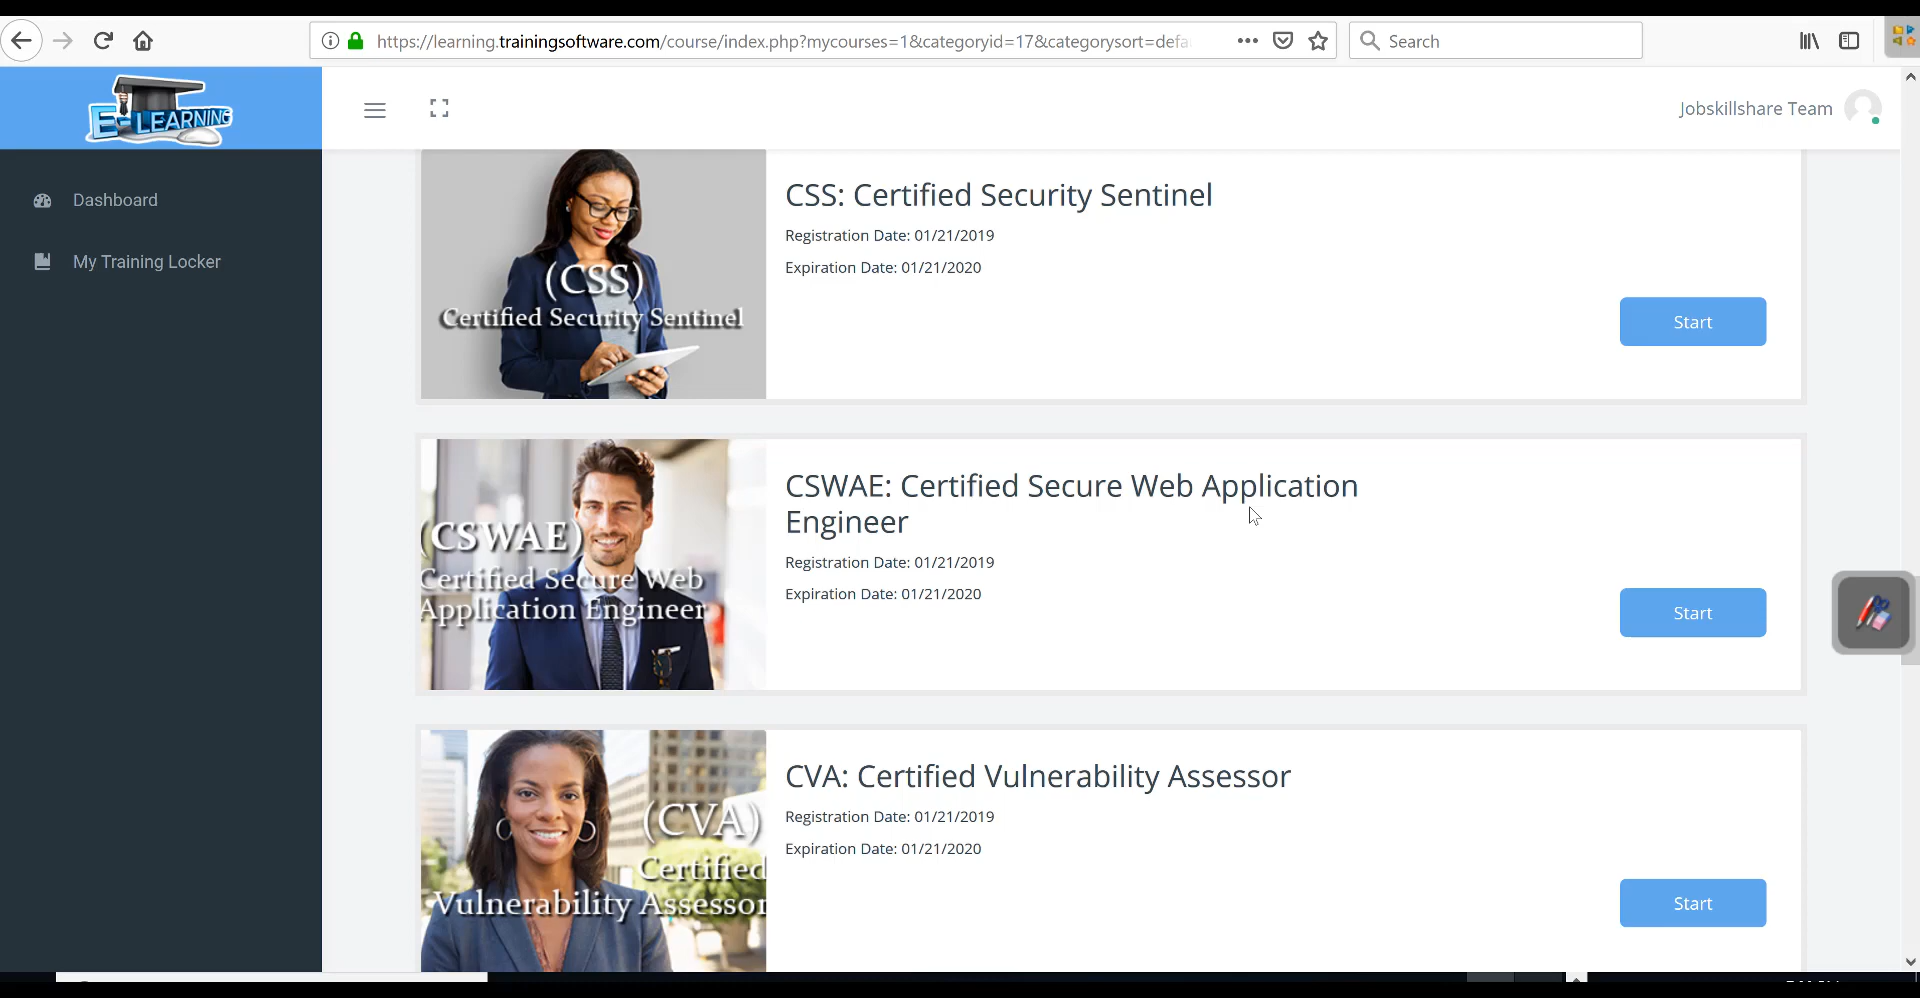 https://learning.trainingsoftware.com/course/index.php?mycourses=1&categoryid=17&categorysort=defa
Search
E-LEARNING
Jobskillshare Team
Dashboard
My Training Locker
(CSS)
Certified Security Sentinel
CSS: Certified Security Sentinel
Registration Date: 01/21/2019
Expiration Date: 01/21/2020
Start
(CSWAE)
Certified Secure Web
Application Engineer
CSWAE: Certified Secure Web Application
Engineer
Registration Date: 01/21/2019
Expiration Date: 01/21/2020
Start
(CVA)
Certified
Vulnerability Assessor
CVA: Certified Vulnerability Assessor
Registration Date: 01/21/2019
Expiration Date: 01/21/2020
Start